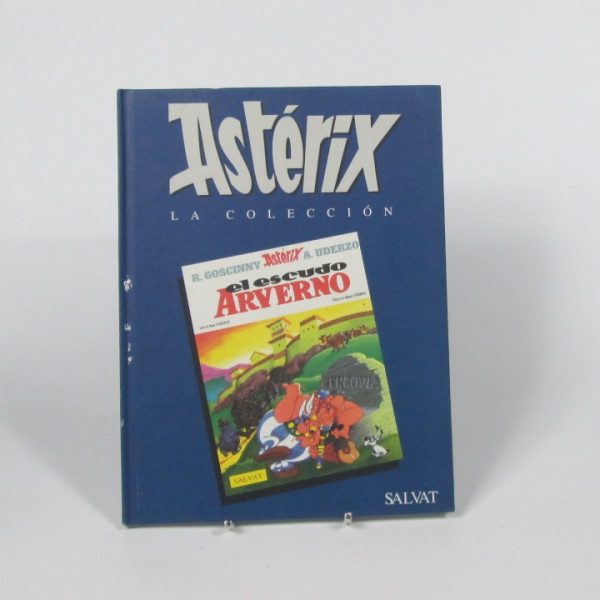 Astérix
LA COLECCIÓN
R. GOSCINNY Astérix A. UDERZO
el escudo
ARVERNO
GERGOVIA
SALVAT
SALVAT